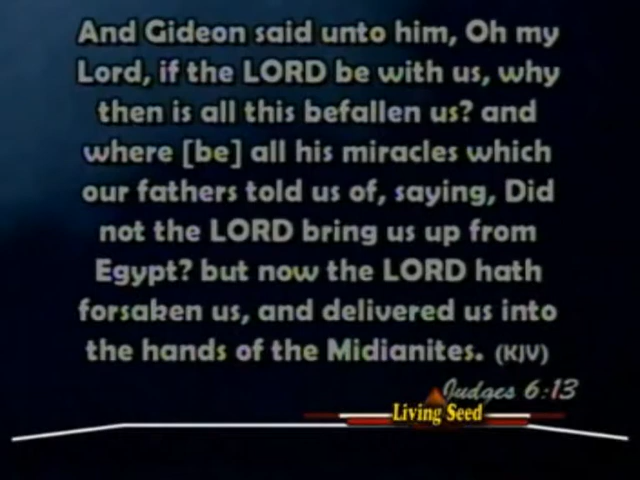 And Gideon said unto him, Oh my
Lord, if the LORD be with us, why
then is all this befallen us? and
where [be] all his miracles which
our fathers told us of, saying, Did
not the LORD bring us up from
Egypt? but now the LORD hath
forsaken us, and delivered us into
the hands of the Midianites. (KJV)
Judges 6:13
Living Seed